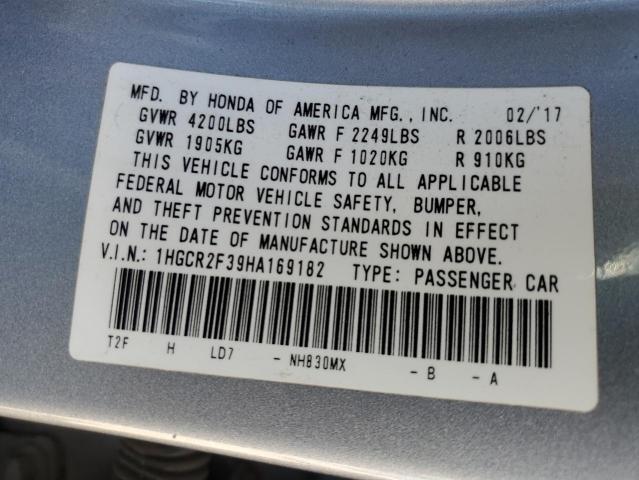 MFD. BY HONDA OF AMERICA MFG., INC. 02/'17
GVWR 4200LBS GAWR F 2249LBS R 2006LBS
GVWR 1905KG GAWR F 1020KG R 910KG
THIS VEHICLE CONFORMS TO ALL APPLICABLE
FEDERAL MOTOR VEHICLE SAFETY, BUMPER,
AND THEFT PREVENTION STANDARDS IN EFFECT
ON THE DATE OF MANUFACTURE SHOWN ABOVE.
V.I.N.: 1HGCR2F39HA169182 TYPE: PASSENGER CAR
T2F H LD7 - NH830MX - B - A